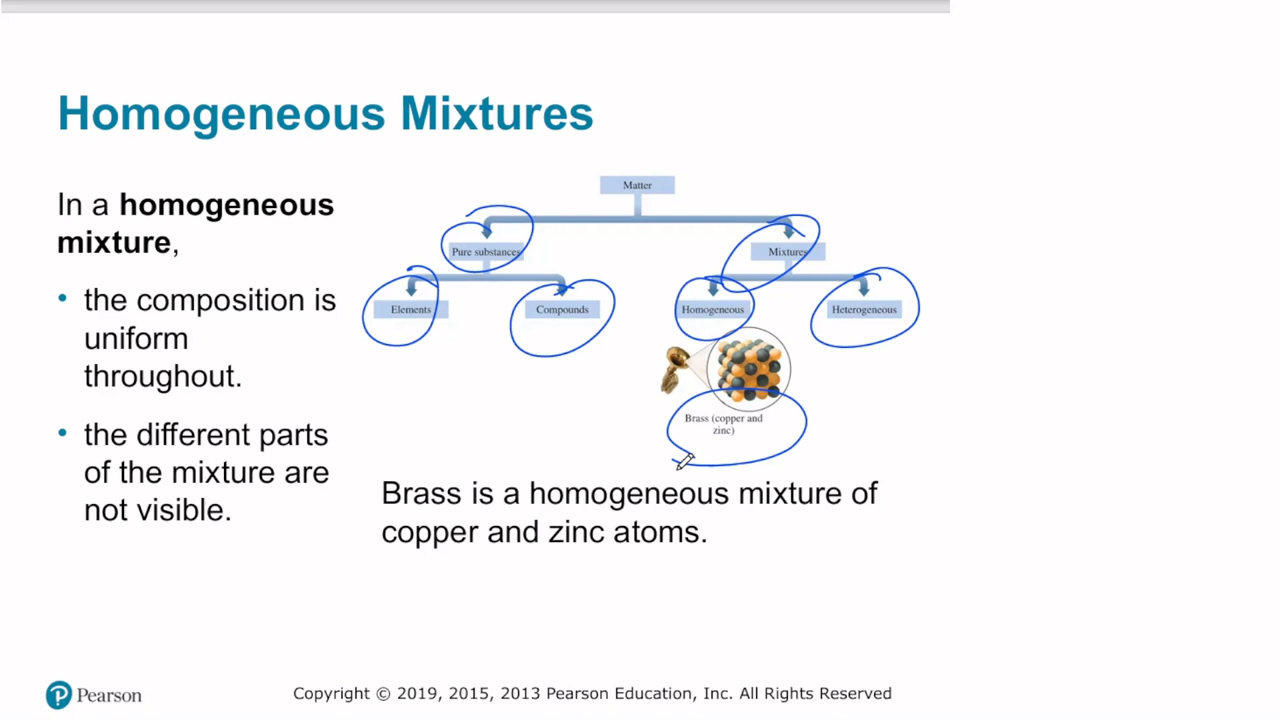 Homogeneous Mixtures
In a homogeneous
mixture,
• the composition is
uniform
throughout.
• the different parts
of the mixture are
not visible.
Matter
Pure substances
Mixtures
Elements
Compounds
Homogeneous
Heterogeneous
Brass (copper and
zinc)
Brass is a homogeneous mixture of
copper and zinc atoms.
Pearson
Copyright © 2019, 2015, 2013 Pearson Education, Inc. All Rights Reserved